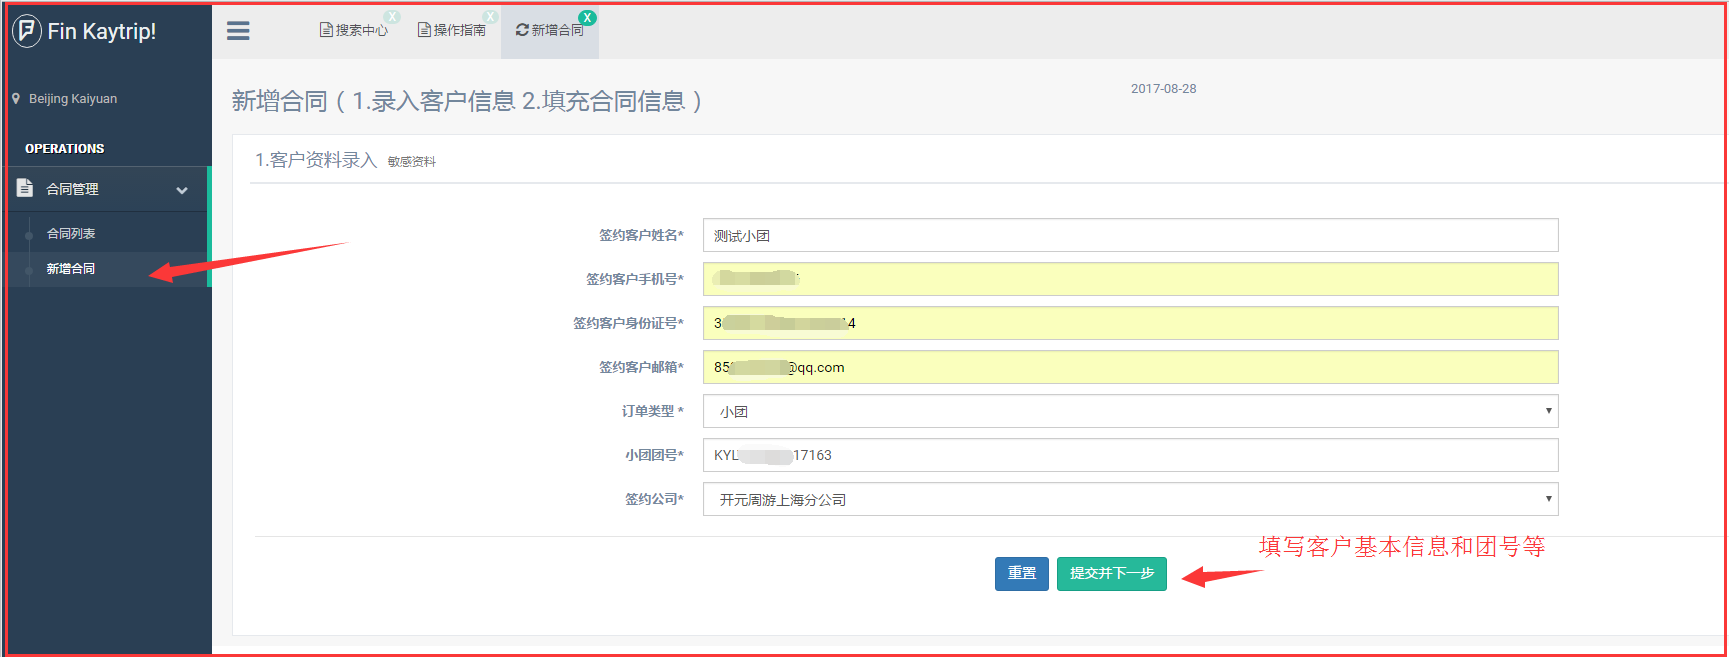 Fin Kaytrip!
搜索中心 X
操作指南 X
新增合同 X
Beijing Kaiyuan
2017-08-28
新增合同（1.录入客户信息 2.填充合同信息）
OPERATIONS
1.客户资料录入 敏感资料
合同管理
合同列表
新增合同
签约客户姓名* 测试小团
签约客户手机号*
签约客户身份证号* 3 4
签约客户邮箱* 85 @qq.com
订单类型 * 小团
小团团号* KYL 17163
签约公司* 开元周游上海分公司
填写客户基本信息和团号等
重置 提交并下一步